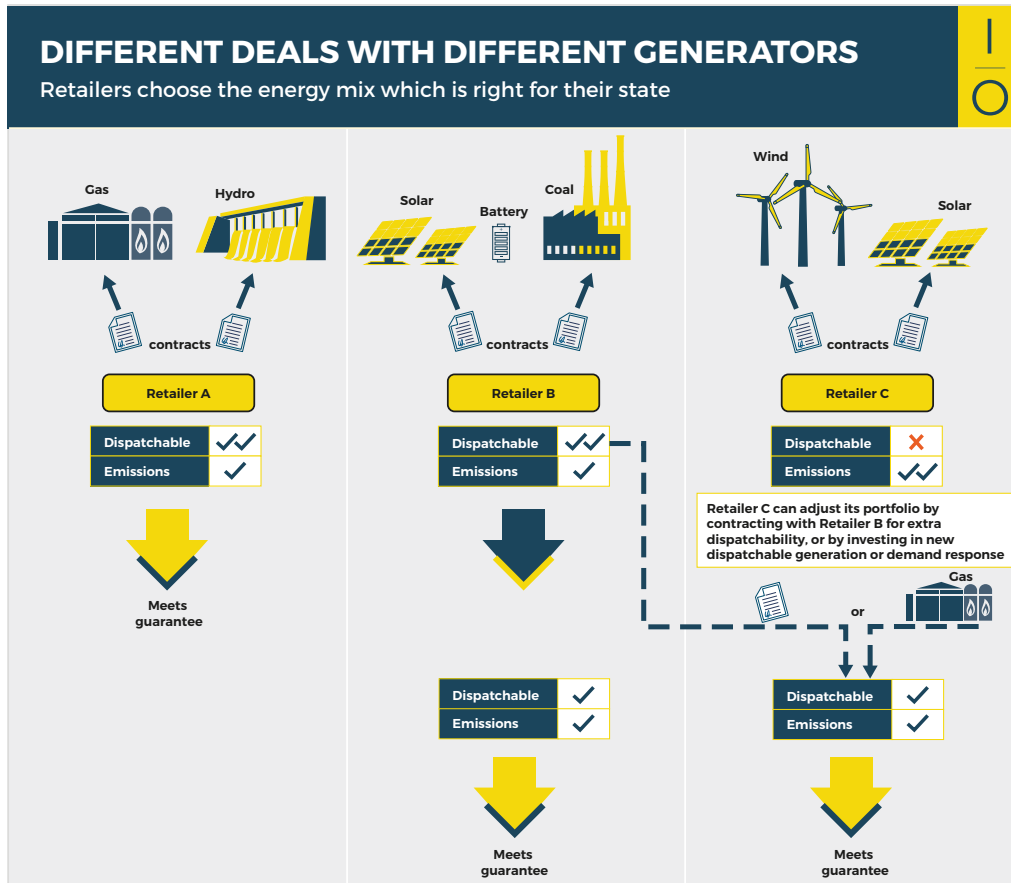 DIFFERENT DEALS WITH DIFFERENT GENERATORS
Retailers choose the energy mix which is right for their state
Gas
Hydro
contracts
Retailer A
Dispatchable
Emissions
Meets
guarantee
Solar
Battery
Coal
contracts
Retailer B
Dispatchable
Emissions
Dispatchable
Emissions
Meets
guarantee
Wind
Solar
contracts
Retailer C
Dispatchable
Emissions
Retailer C can adjust its portfolio by
contracting with Retailer B for extra
dispatchability, or by investing in new
dispatchable generation or demand response
Gas
or
Dispatchable
Emissions
Meets
guarantee